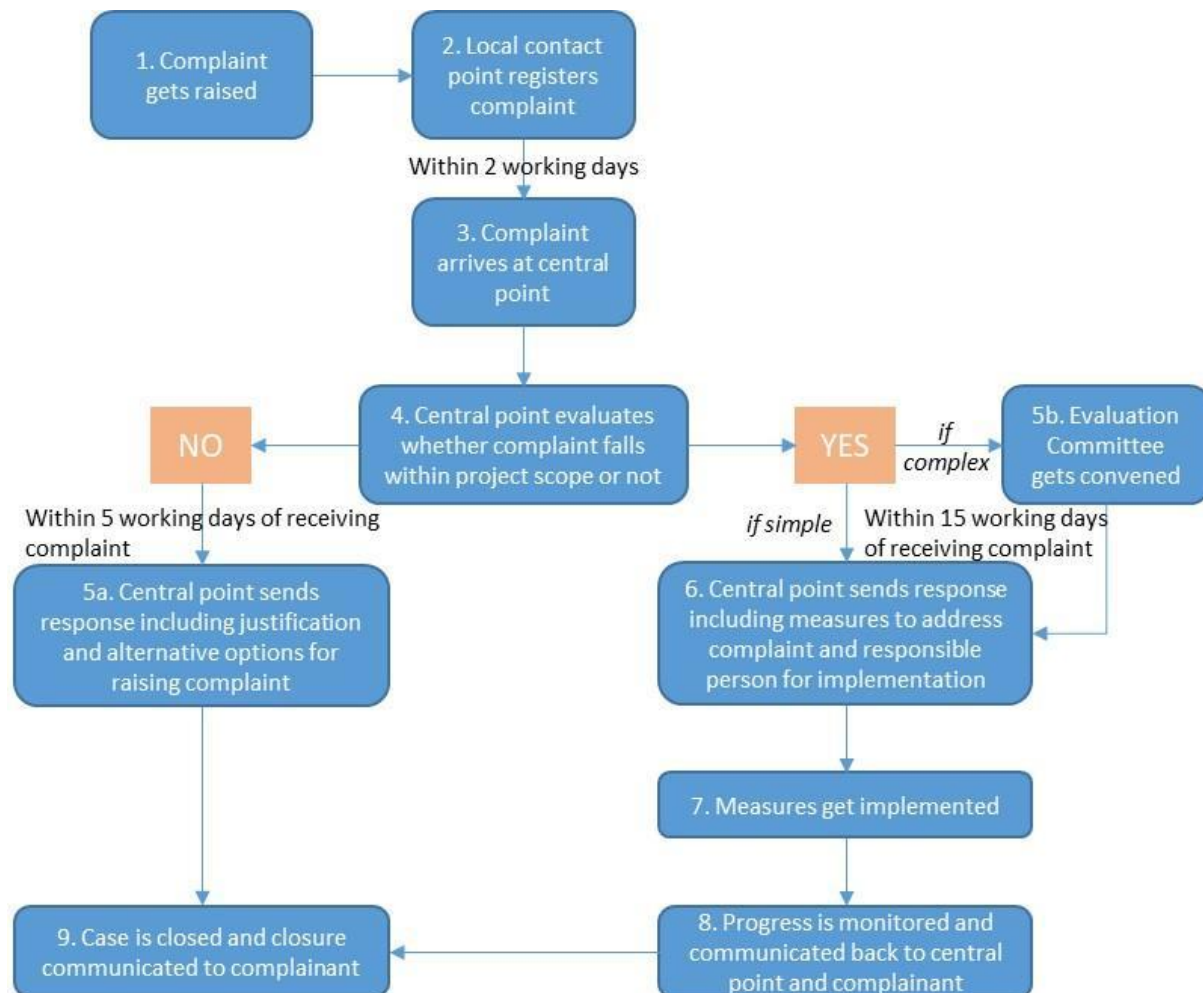 1. Complaint
gets raised
2. Local contact
point registers
complaint
Within 2 working days
3. Complaint
arrives at central
point
4. Central point evaluates
whether complaint falls
within project scope or not
NO
YES
if
complex
5b. Evaluation
Committee
gets convened
Within 5 working days of receiving
complaint
if simple
Within 15 working days
of receiving complaint
5a. Central point sends
response including justification
and alternative options for
raising complaint
6. Central point sends response
including measures to address
complaint and responsible
person for implementation
7. Measures get implemented
8. Progress is monitored and
communicated back to central
point and complainant
9. Case is closed and closure
communicated to complainant